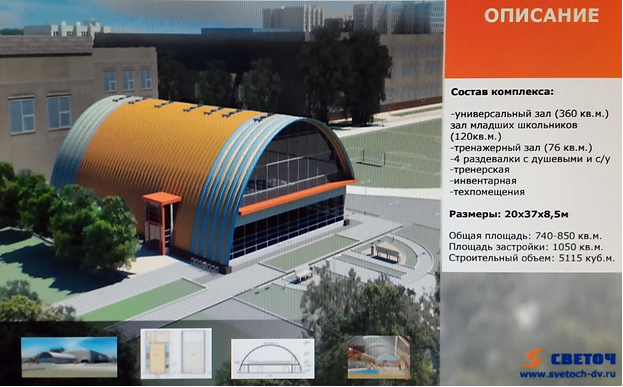 ОПИСАНИЕ
Состав комплекса:
-универсальный зал (360 кв.м.)
зал младших школьников
(120кв.м.)
-тренажерный зал (76 кв.м.)
-4 раздевалки с душевыми и с/у
-тренерская
-инвентарная
-техпомещения
Размеры: 20х37х8,5м
Общая площадь: 740-850 кв.м.
Площадь застройки: 1050 кв.м.
Строительный объем: 5115 куб.м.
СВЕТОЧ
www.svetoch-dv.ru